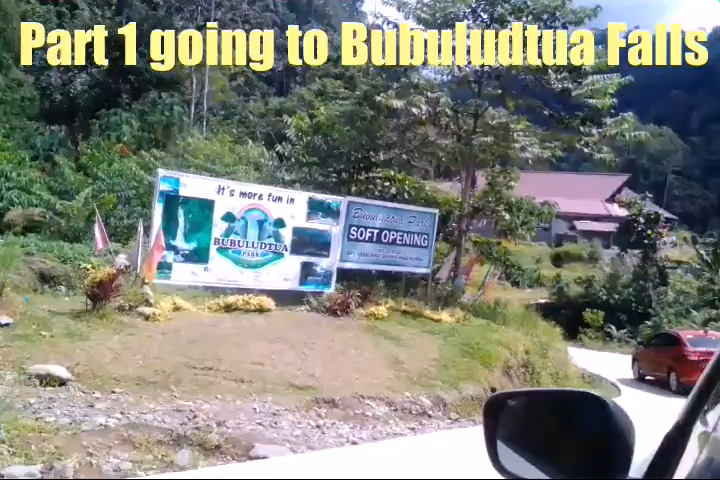 Part 1 going to Bubuludtua Falls
It's more fun in
BUBULUDTUA
PARK
Bubuludtua Park
SOFT OPENING